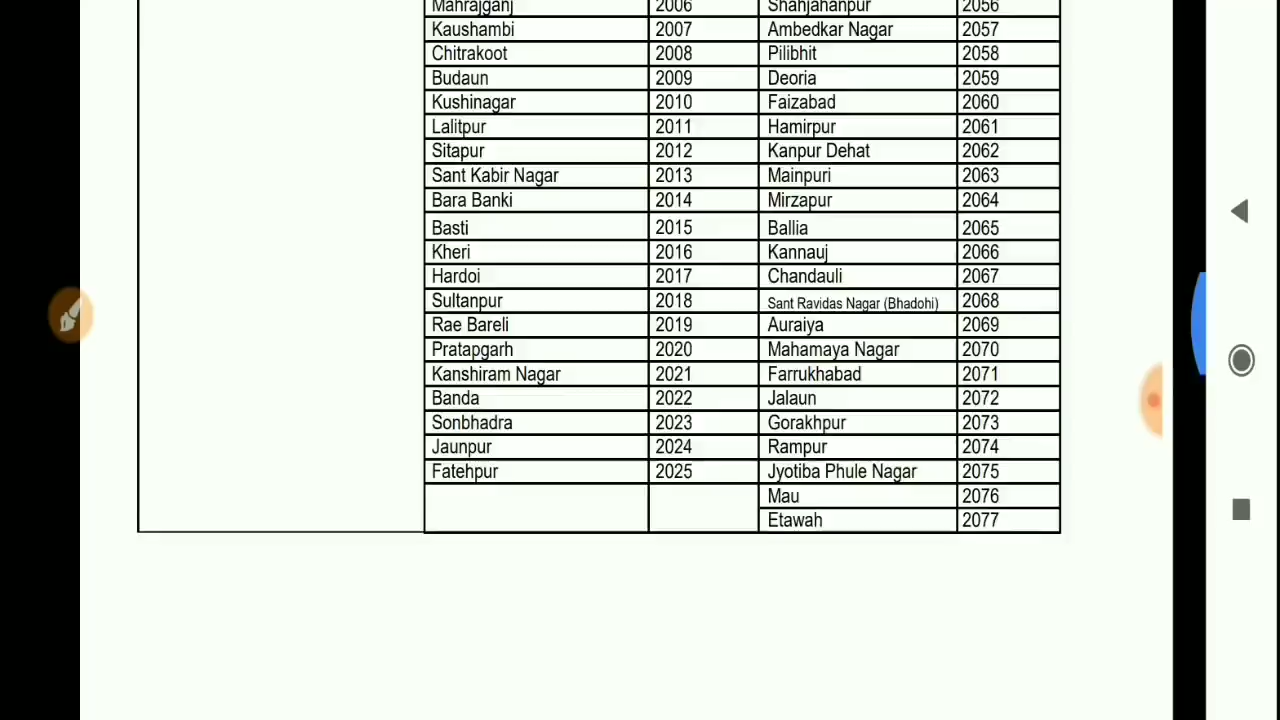 Mahrajganj 2006 Shahjahanpur 2056
Kaushambi 2007 Ambedkar Nagar 2057
Chitrakoot 2008 Pilibhit 2058
Budaun 2009 Deoria 2059
Kushinagar 2010 Faizabad 2060
Lalitpur 2011 Hamirpur 2061
Sitapur 2012 Kanpur Dehat 2062
Sant Kabir Nagar 2013 Mainpuri 2063
Bara Banki 2014 Mirzapur 2064
Basti 2015 Ballia 2065
Kheri 2016 Kannauj 2066
Hardoi 2017 Chandauli 2067
Sultanpur 2018 Sant Ravidas Nagar (Bhadohi) 2068
Rae Bareli 2019 Auraiya 2069
Pratapgarh 2020 Mahamaya Nagar 2070
Kanshiram Nagar 2021 Farrukhabad 2071
Banda 2022 Jalaun 2072
Sonbhadra 2023 Gorakhpur 2073
Jaunpur 2024 Rampur 2074
Fatehpur 2025 Jyotiba Phule Nagar 2075
Mau 2076
Etawah 2077